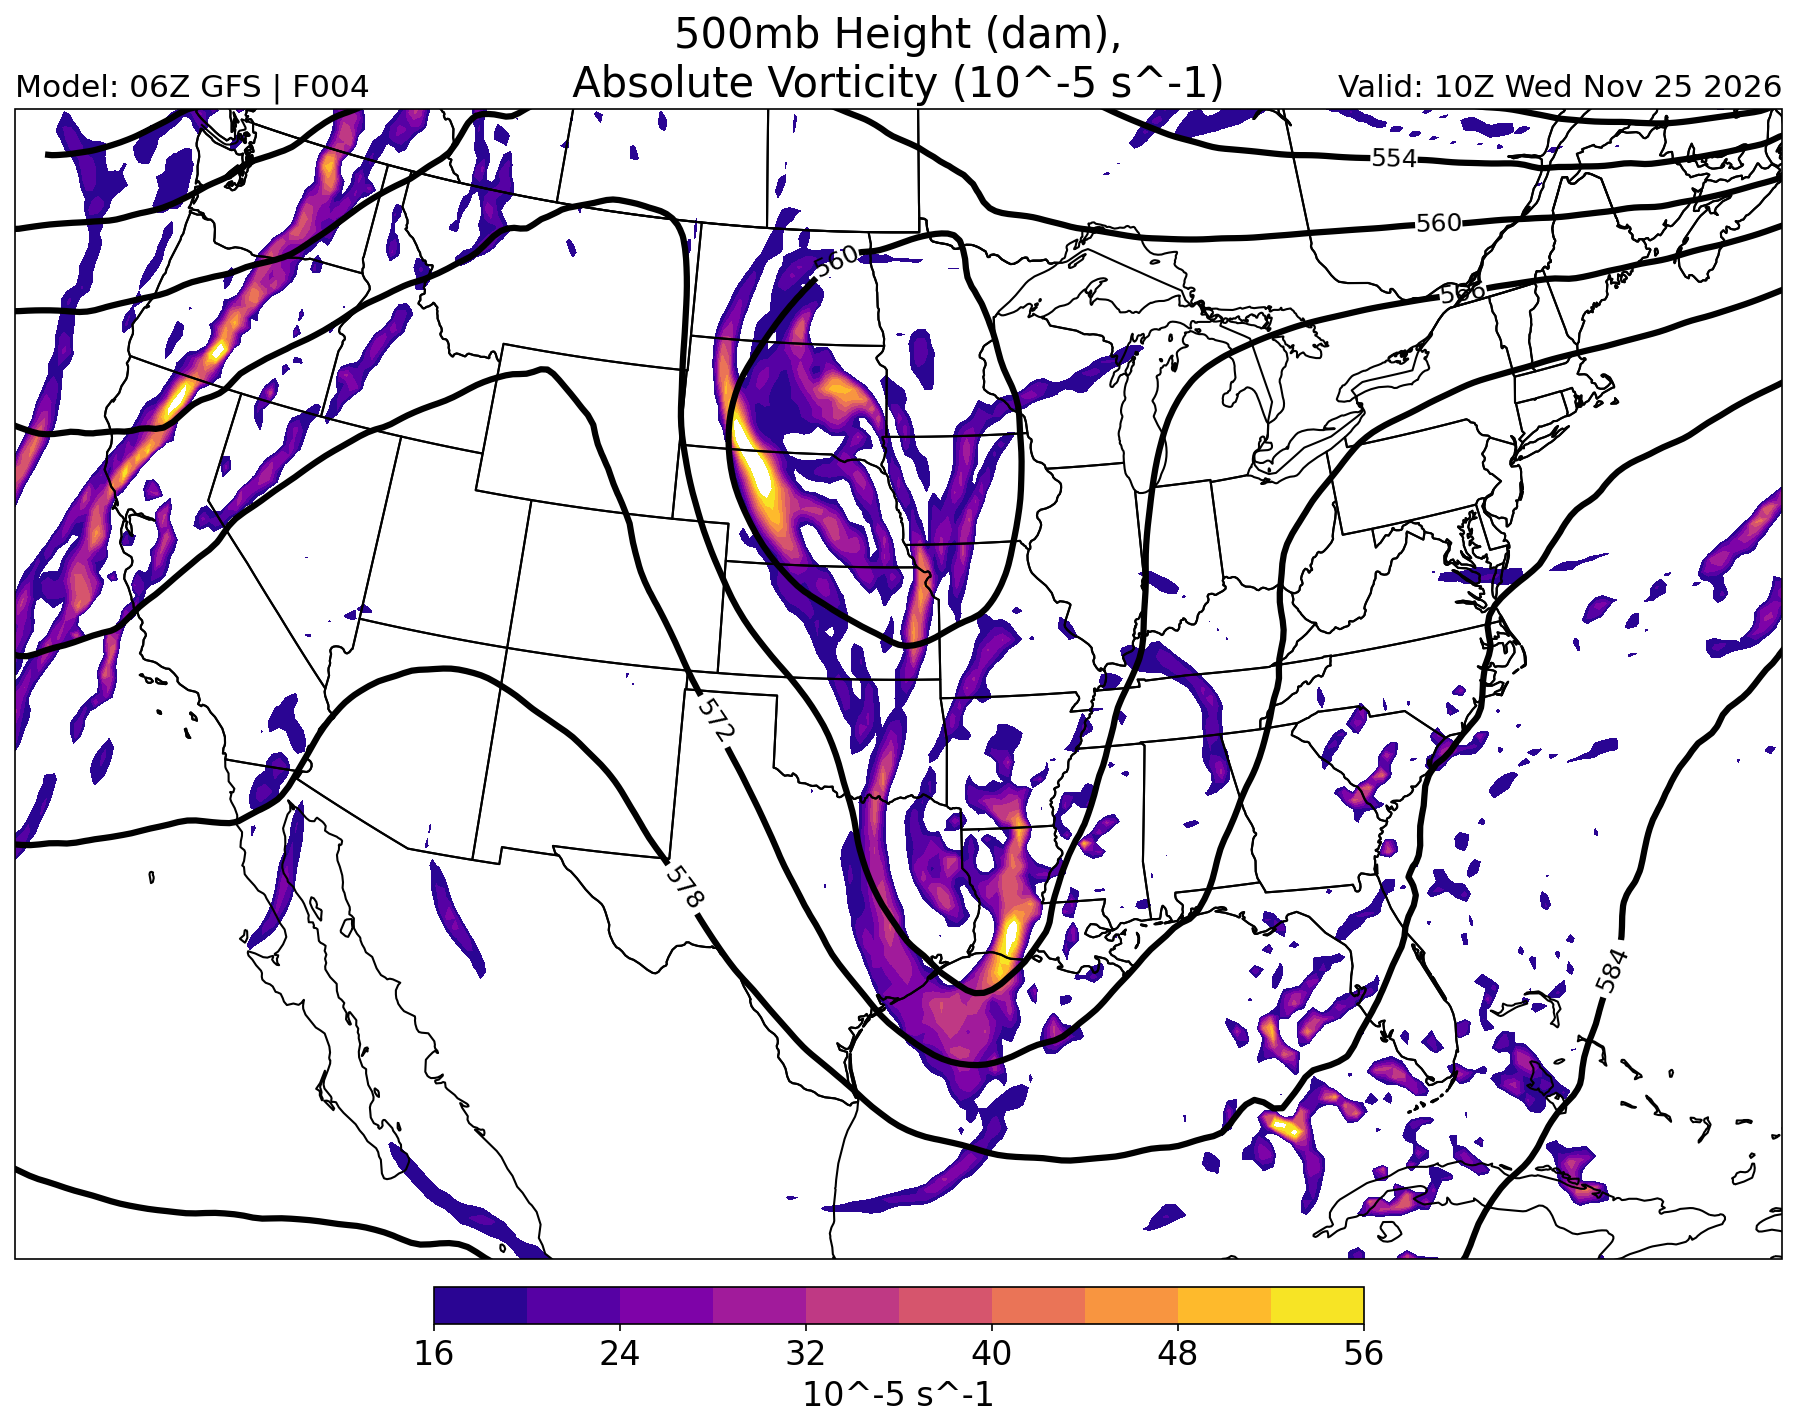 500mb Height (dam),
Model: 06Z GFS | F004
Absolute Vorticity (10^-5 s^-1)
Valid: 10Z Wed Nov 25 2026
554
560
560
566
572
578
584
16 24 32 40 48 56
10^-5 s^-1